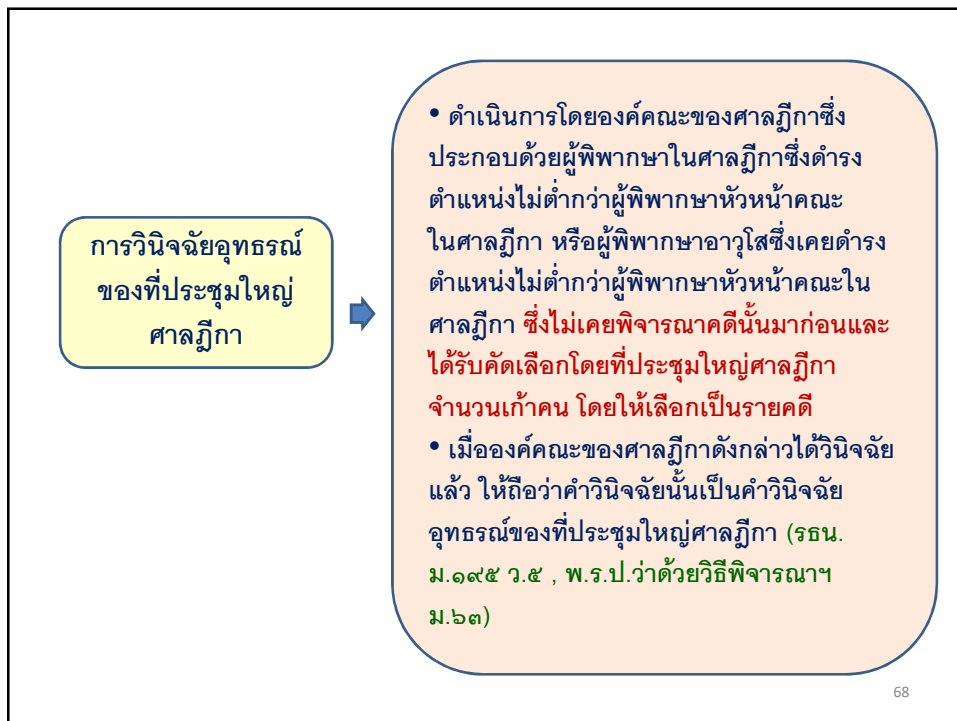 การวินิจฉัยอุทธรณ์
ของที่ประชุมใหญ่
ศาลฎีกา
• ดำเนินการโดยองค์คณะของศาลฎีกาซึ่ง
ประกอบด้วยผู้พิพากษาในศาลฎีกาซึ่งดำรง
ตำแหน่งไม่ต่ำกว่าผู้พิพากษาหัวหน้าคณะ
ในศาลฎีกา หรือผู้พิพากษาอาวุโสซึ่งเคยดำรง
ตำแหน่งไม่ต่ำกว่าผู้พิพากษาหัวหน้าคณะใน
ศาลฎีกา ซึ่งไม่เคยพิจารณาคดีนั้นมาก่อนและ
ได้รับคัดเลือกโดยที่ประชุมใหญ่ศาลฎีกา
จำนวนเก้าคน โดยให้เลือกเป็นรายคดี
• เมื่อองค์คณะของศาลฎีกาดังกล่าวได้วินิจฉัย
แล้ว ให้ถือว่าคำวินิจฉัยนั้นเป็นคำวินิจฉัย
อุทธรณ์ของที่ประชุมใหญ่ศาลฎีกา (รธน.
ม.๑๙๕ ว.๕ , พ.ร.ป.ว่าด้วยวิธีพิจารณาฯ
ม.๖๓)
68